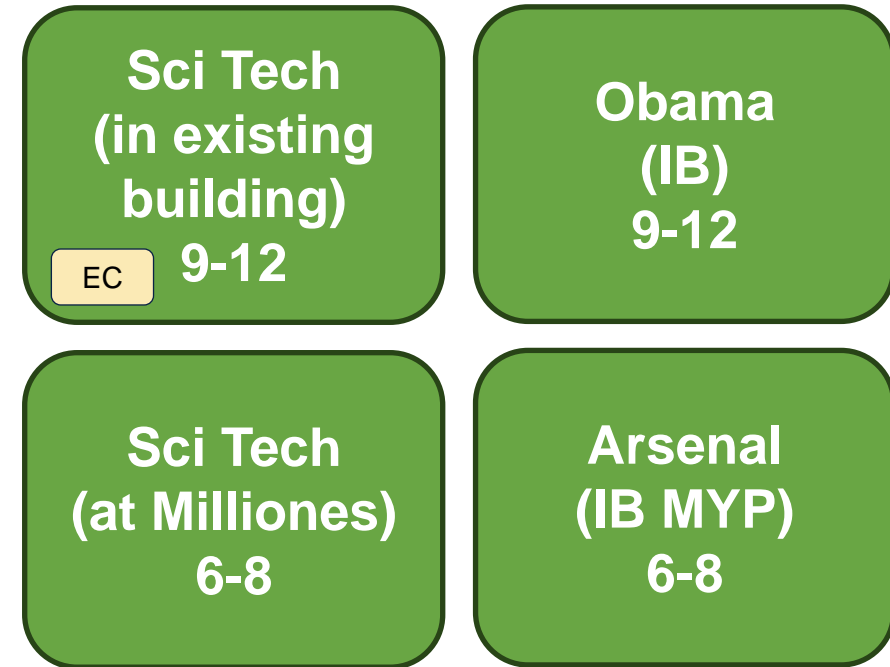 Sci Tech
(in existing
building)
9-12
EC
Obama
(IB)
9-12
Sci Tech
(at Milliones)
6-8
Arsenal
(IB MYP)
6-8